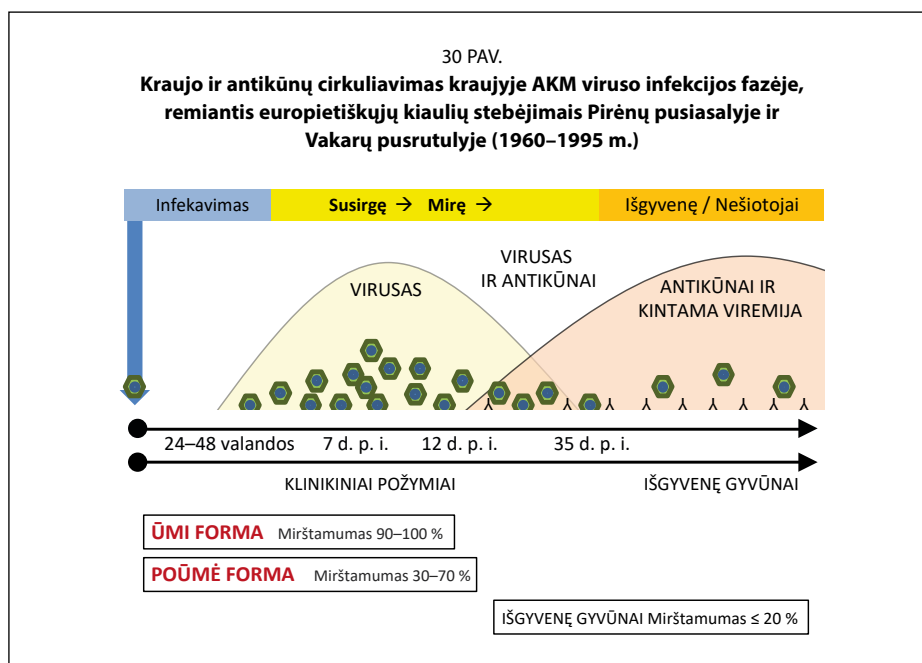 30 PAV.
Kraujo ir antikūnų cirkuliavimas kraujyje AKM viruso infekcijos fazėje,
remiantis europietiškųjų kiaulių stebėjimais Pirėnų pusiasalyje ir
Vakarų pusrutulyje (1960–1995 m.)
Infekavimas
Susirgę → Mirę →
Išgyvenę / Nešiotojai
VIRUSAS
VIRUSAS
IR ANTIKŪNAI
ANTIKŪNAI IR
KINTAMA VIREMIJA
24–48 valandos
7 d. p. i.
12 d. p. i.
35 d. p. i.
KLINIKINIAI POŽYMIAI
IŠGYVENĘ GYVŪNAI
ŪMI FORMA Mirštamumas 90–100 %
POŪMĖ FORMA Mirštamumas 30–70 %
IŠGYVENĘ GYVŪNAI Mirštamumas ≤ 20 %